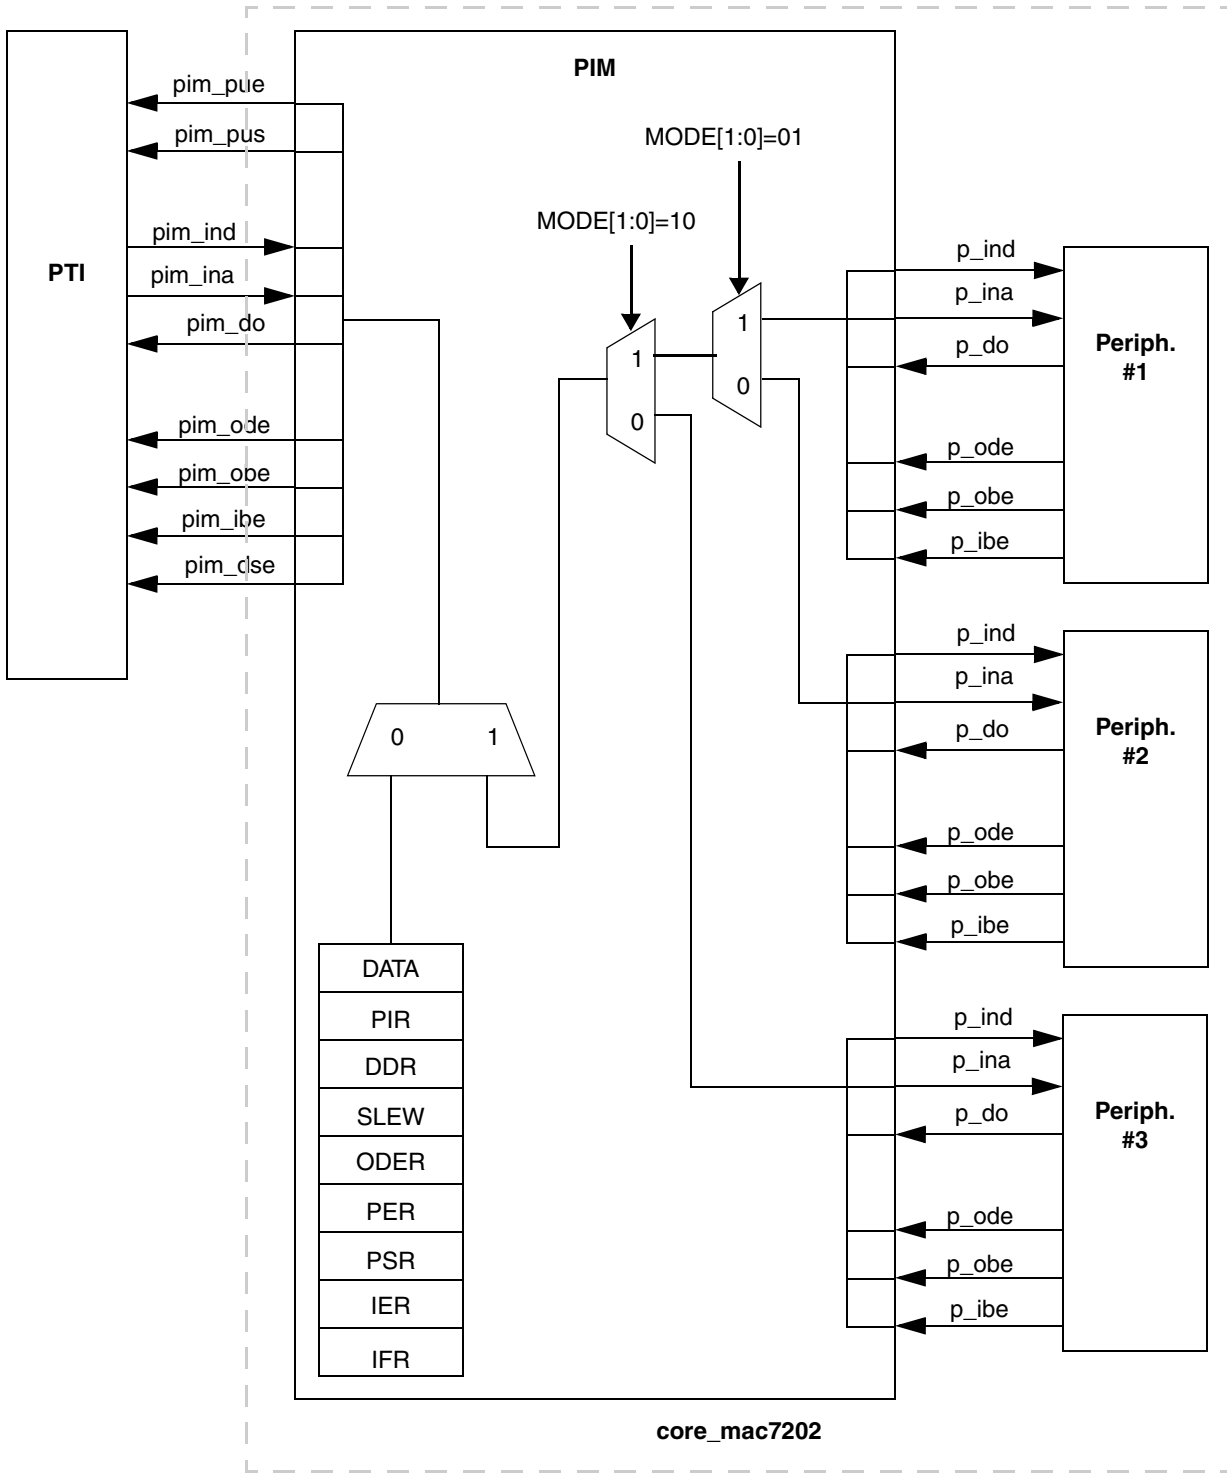 PIM
pim_pue
pim_pus
pim_ind
pim_ina
pim_do
pim_ode
pim_obe
pim_ibe
pim_dse
PTI
MODE[1:0]=01
MODE[1:0]=10
1
0
1
0
0
1
DATA
PIR
DDR
SLEW
ODER
PER
PSR
IER
IFR
p_ind
p_ina
p_do
p_ode
p_obe
p_ibe
Periph.
#1
p_ind
p_ina
p_do
p_ode
p_obe
p_ibe
Periph.
#2
p_ind
p_ina
p_do
p_ode
p_obe
p_ibe
Periph.
#3
core_mac7202